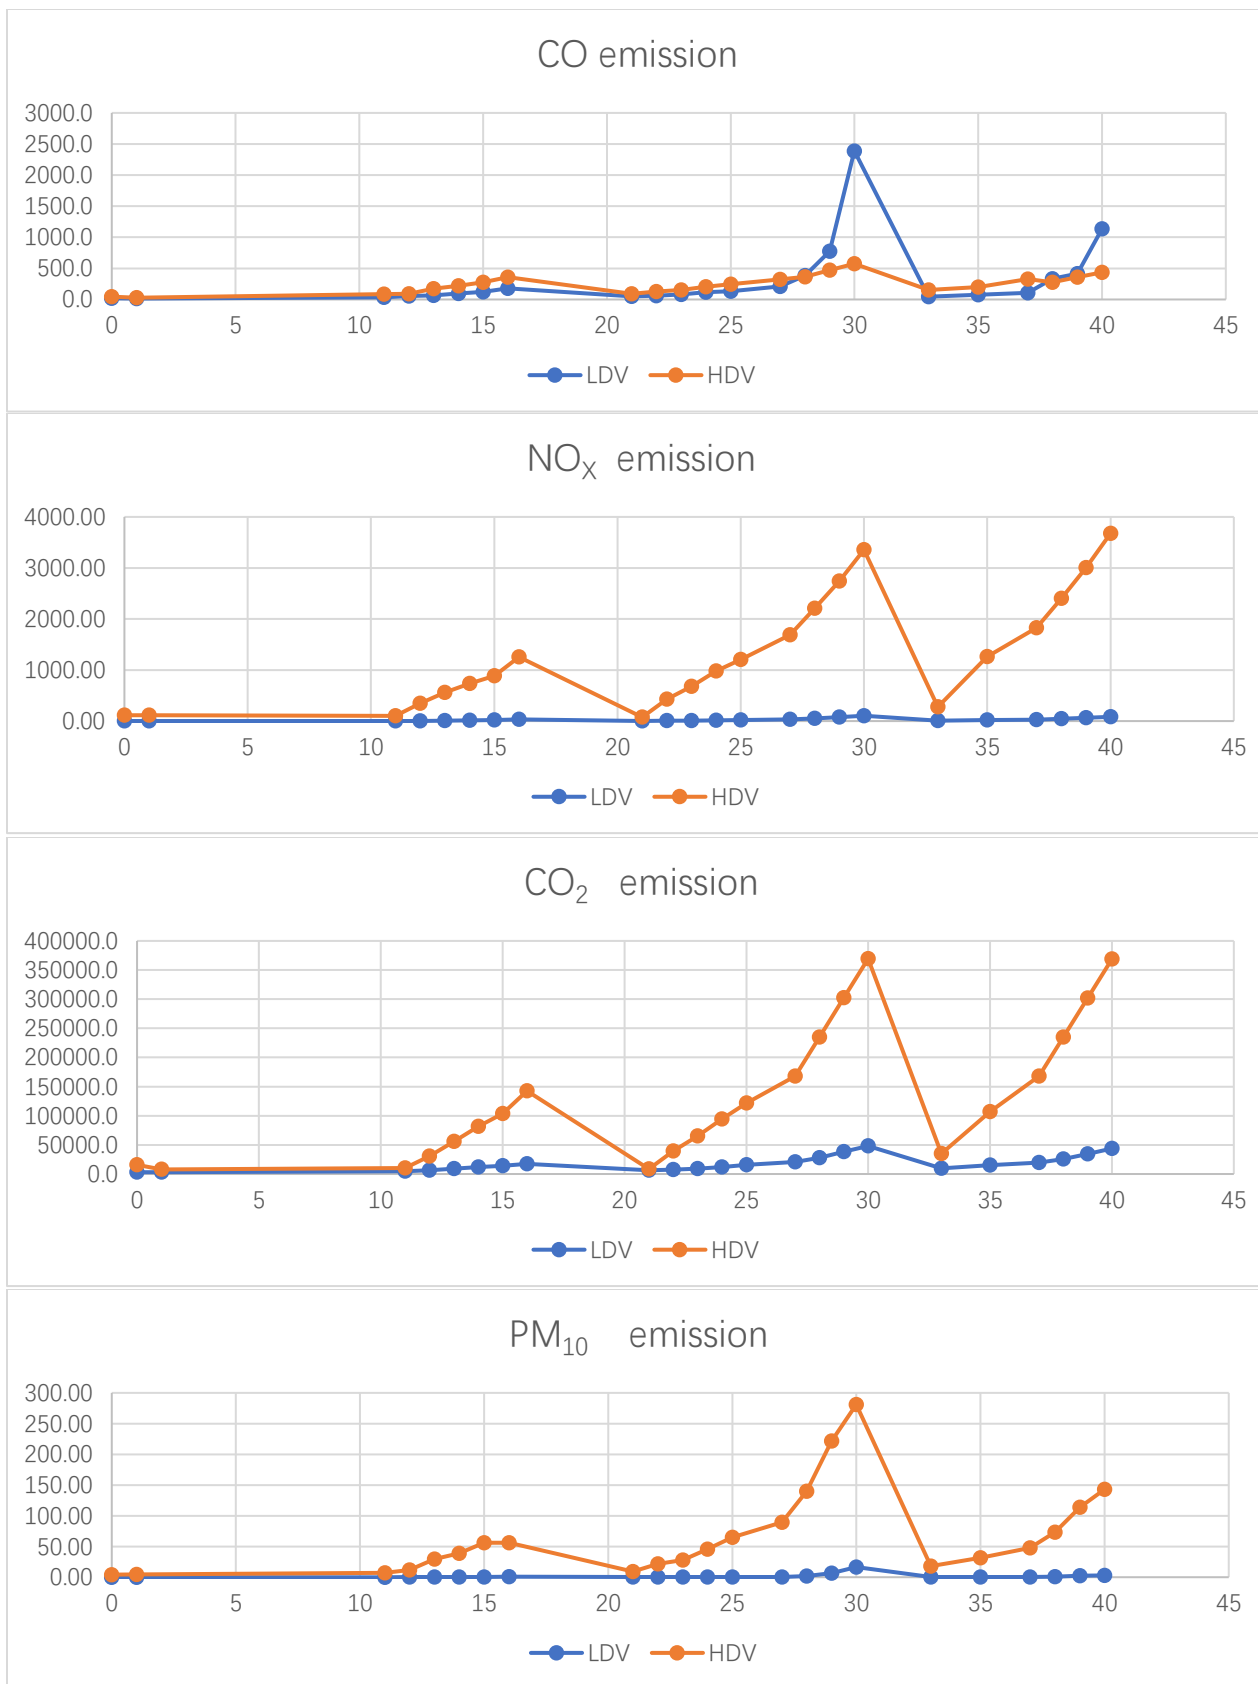 CO emission
3000.0
2500.0
2000.0
1500.0
1000.0
500.0
0.0
0 5 10 15 20 25 30 35 40 45
LDV HDV
NOX emission
4000.00
3000.00
2000.00
1000.00
0.00
0 5 10 15 20 25 30 35 40 45
LDV HDV
CO2 emission
400000.0
350000.0
300000.0
250000.0
200000.0
150000.0
100000.0
50000.0
0.0
0 5 10 15 20 25 30 35 40 45
LDV HDV
PM10 emission
300.00
250.00
200.00
150.00
100.00
50.00
0.00
0 5 10 15 20 25 30 35 40 45
LDV HDV